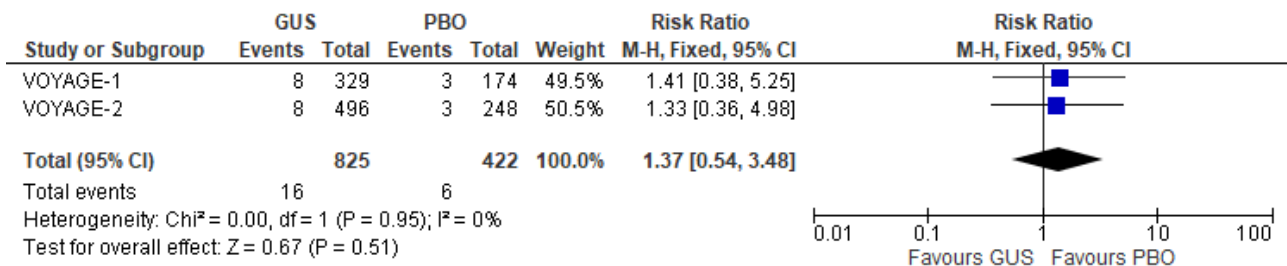 GUS PBO Risk Ratio Risk Ratio
Study or Subgroup Events Total Events Total Weight M-H, Fixed, 95% CI M-H, Fixed, 95% CI
VOYAGE-1 8 329 3 174 49.5% 1.41 [0.38, 5.25]
VOYAGE-2 8 496 3 248 50.5% 1.33 [0.36, 4.98]
Total (95% CI) 825 422 100.0% 1.37 [0.54, 3.48]
Total events 16 6
Heterogeneity: Chi² = 0.00, df = 1 (P = 0.95); I² = 0%
Test for overall effect: Z = 0.67 (P = 0.51)
0.01 0.1 1 10 100
Favours GUS Favours PBO